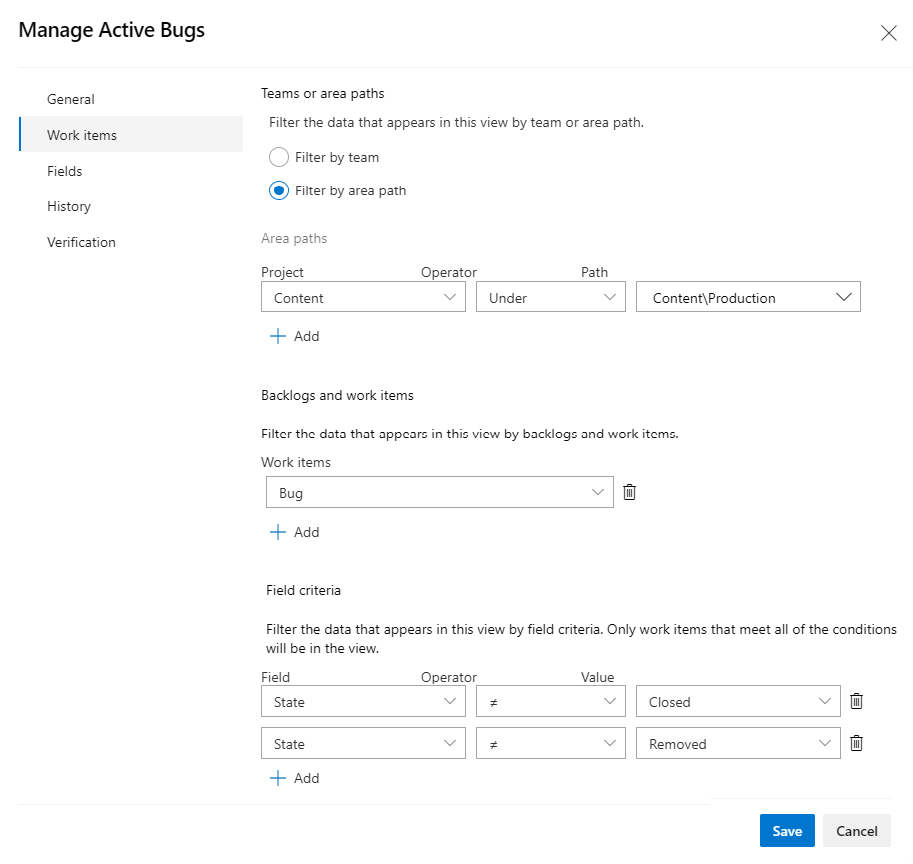 Manage Active Bugs
General
Work items
Fields
History
Verification
Teams or area paths
Filter the data that appears in this view by team or area path.
Filter by team
Filter by area path
Area paths
Project Operator Path
Content Under Content\Production
Add
Backlogs and work items
Filter the data that appears in this view by backlogs and work items.
Work items
Bug
Add
Field criteria
Filter the data that appears in this view by field criteria. Only work items that meet all of the conditions
will be in the view.
Field Operator Value
State ≠ Closed
State ≠ Removed
Add
Save Cancel